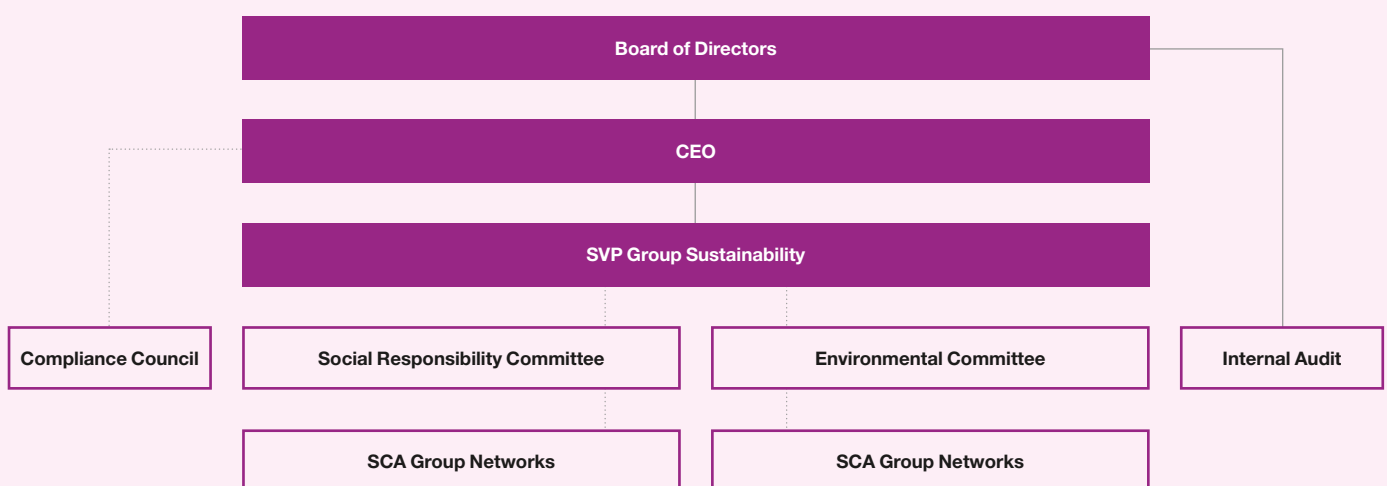 Board of Directors
CEO
SVP Group Sustainability
Compliance Council
Social Responsibility Committee
Environmental Committee
Internal Audit
SCA Group Networks
SCA Group Networks